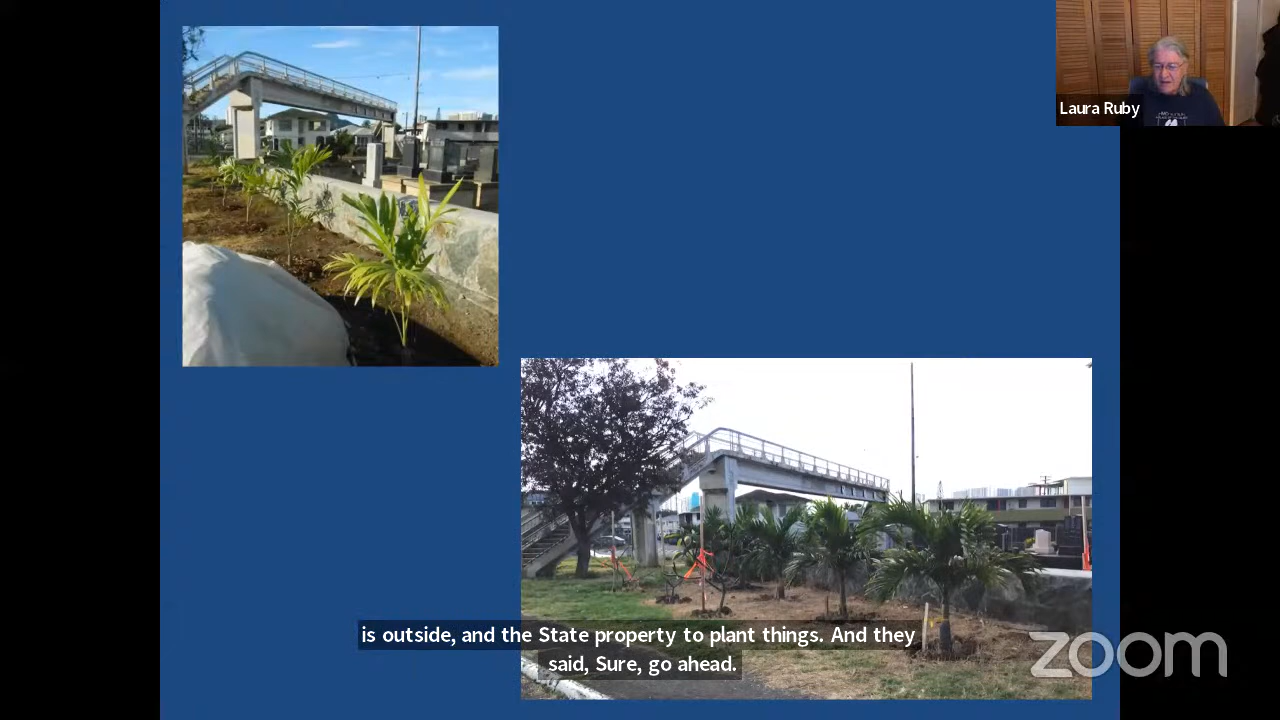 Laura Ruby
is outside, and the State property to plant things. And they
said, Sure, go ahead.
zoom